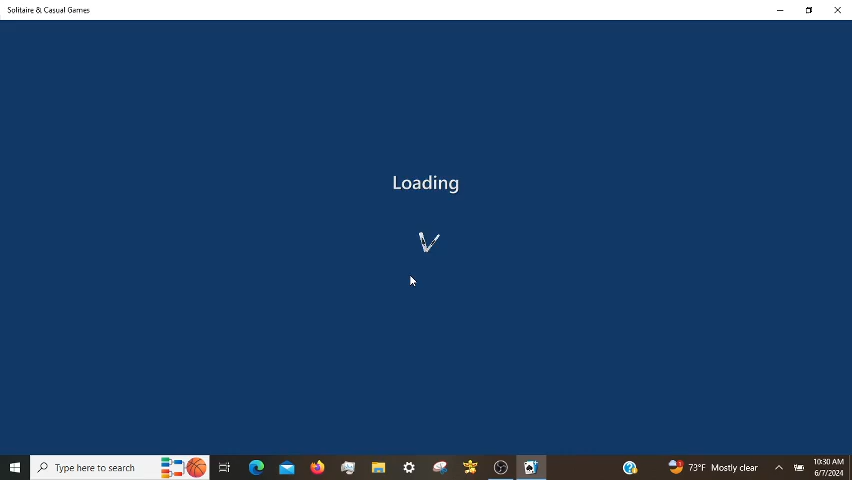 Solitaire & Casual Games
Loading
Type here to search
73°F Mostly clear
10:30 AM
6/7/2024